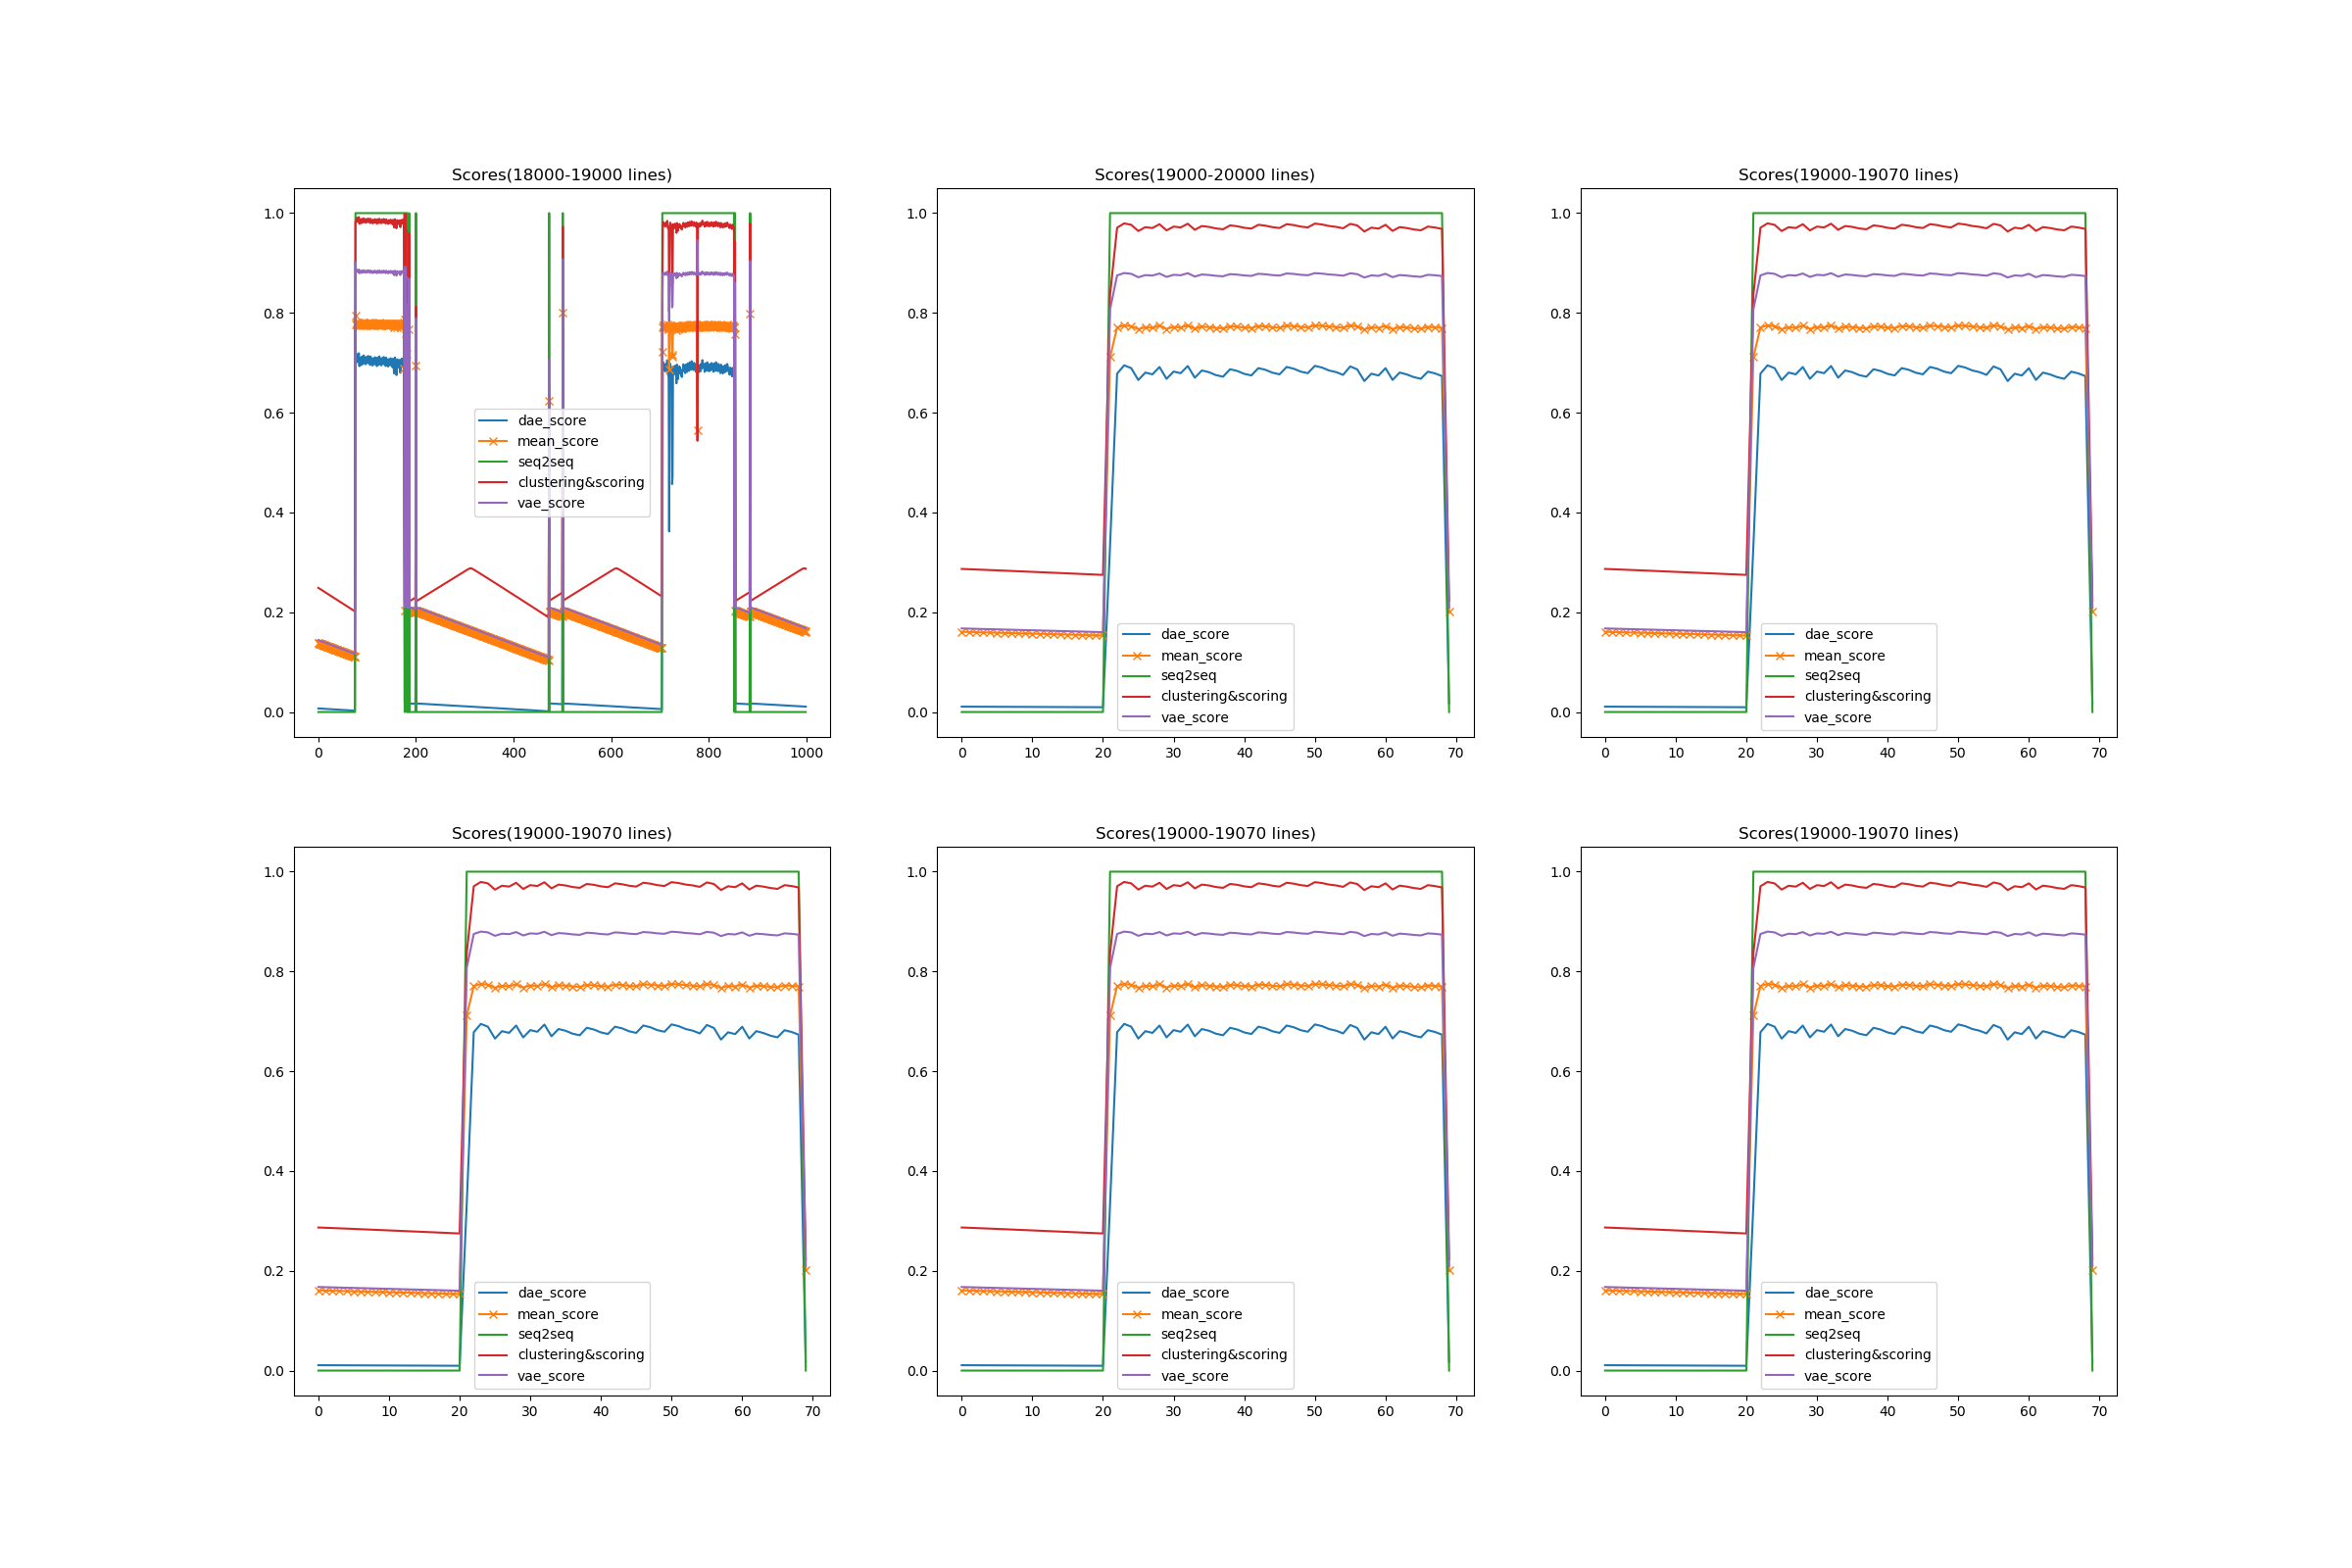 Scores(18000-19000 lines)
1.0
0.8
0.6
0.4
0.2
0.0
dae_score
mean_score
seq2seq
clustering&scoring
vae_score
0 200 400 600 800 1000
Scores(19000-20000 lines)
1.0
0.8
0.6
0.4
0.2
0.0
dae_score
mean_score
seq2seq
clustering&scoring
vae_score
0 10 20 30 40 50 60 70
Scores(19000-19070 lines)
1.0
0.8
0.6
0.4
0.2
0.0
dae_score
mean_score
seq2seq
clustering&scoring
vae_score
0 10 20 30 40 50 60 70
Scores(19000-19070 lines)
1.0
0.8
0.6
0.4
0.2
0.0
dae_score
mean_score
seq2seq
clustering&scoring
vae_score
0 10 20 30 40 50 60 70
Scores(19000-19070 lines)
1.0
0.8
0.6
0.4
0.2
0.0
dae_score
mean_score
seq2seq
clustering&scoring
vae_score
0 10 20 30 40 50 60 70
Scores(19000-19070 lines)
1.0
0.8
0.6
0.4
0.2
0.0
dae_score
mean_score
seq2seq
clustering&scoring
vae_score
0 10 20 30 40 50 60 70